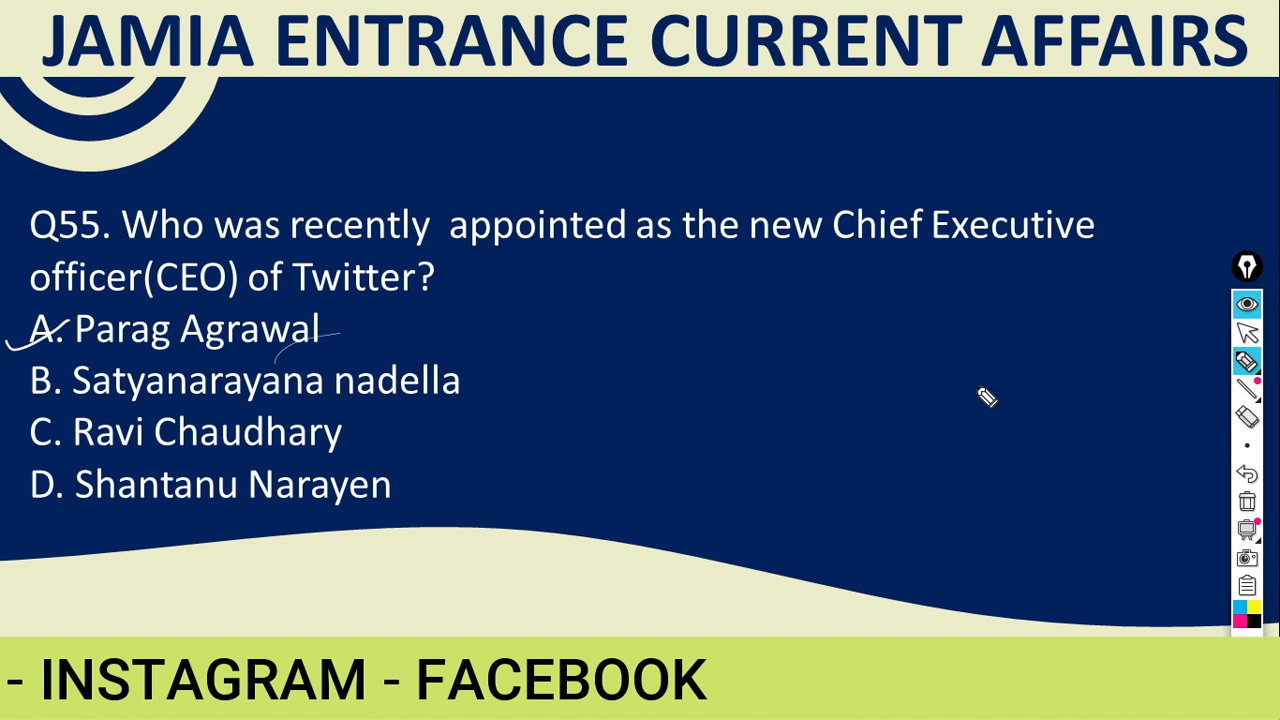 JAMIA ENTRANCE CURRENT AFFAIRS
Q55. Who was recently  appointed as the new Chief Executive
officer(CEO) of Twitter?
A. Parag Agrawal
B. Satyanarayana nadella
C. Ravi Chaudhary
D. Shantanu Narayen
- INSTAGRAM - FACEBOOK